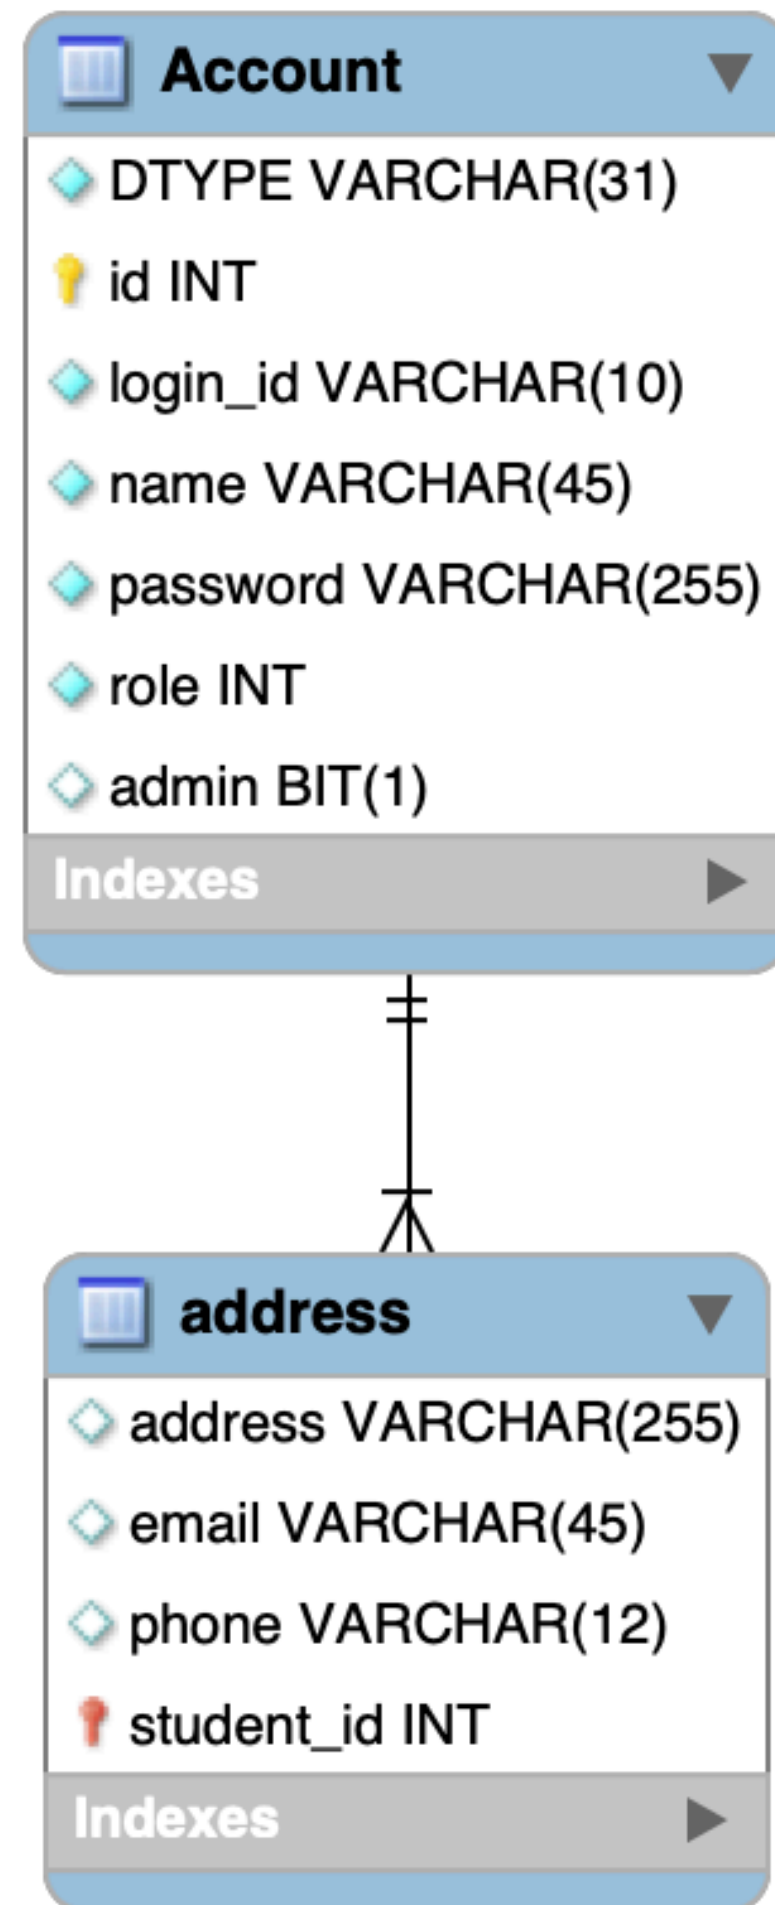 Account
DTYPE VARCHAR(31)
id INT
login_id VARCHAR(10)
name VARCHAR(45)
password VARCHAR(255)
role INT
admin BIT(1)
Indexes
address
address VARCHAR(255)
email VARCHAR(45)
phone VARCHAR(12)
student_id INT
Indexes